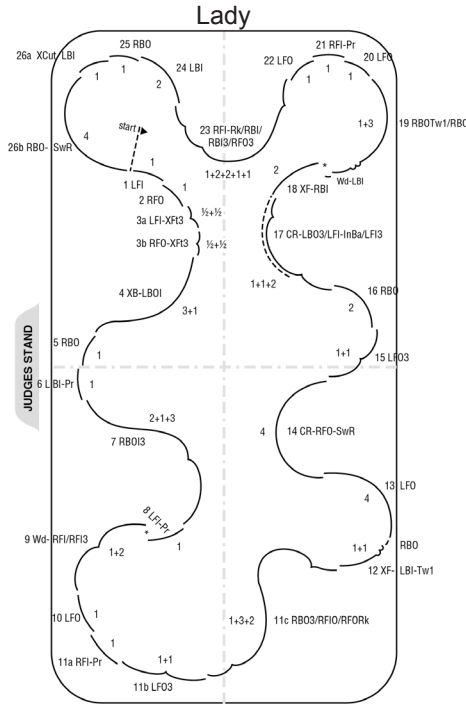 Lady
25 RBO
26a XCut- LBI
1
1
24 LBI
2
21 RFI-Pr
22 LFO
20 LFO
1
1
1
4
start
23 RFI-Rk/RBI/
RBI3/RFO3
1+3
19 RBOTw1/RBO
26b RBO- SwR
1
1+2+2+1+1
2
*
Wd-LBI
1 LFI
1
18 XF-RBI
2 RFO
3a LFI-XFt3
½+½
17 CR-LBO3/LFI-InBa/LFI3
3b RFO-XFt3
½+½
1+1+2
4 XB-LBOI
3+1
16 RBO
2
5 RBO
1
1+1
15 LFO3
JUDGES STAND
6 LBI-Pr
1
2+1+3
7 RBOI3
4
14 CR-RFO-SwR
13 LFO
4
8 LFI-Pr
*
9 Wd- RFI/RFI3
1+2
1
1+1
RBO
12 XF- LBI-Tw1
10 LFO
1
1+3+2
11c RBO3/RFIO/RFORk
1
11a RFI-Pr
1+1
11b LFO3